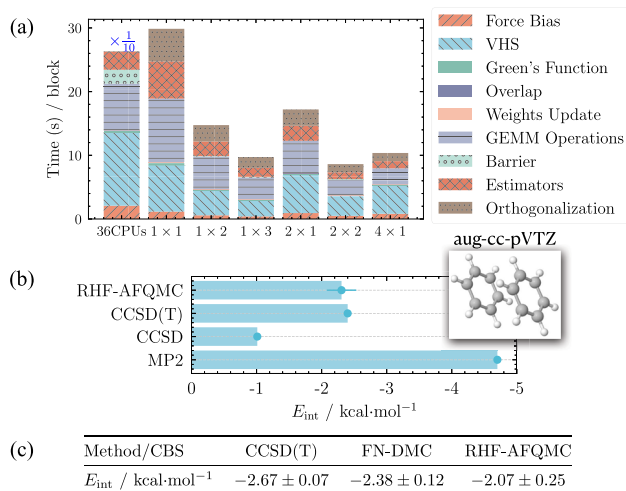 (a)
Time (s) / block
30
20
10
0
× 1/10
36CPUs 1 × 1 1 × 2 1 × 3 2 × 1 2 × 2 4 × 1
Force Bias
VHS
Green's Function
Overlap
Weights Update
GEMM Operations
Barrier
Estimators
Orthogonalization
aug-cc-pVTZ
(b)
RHF-AFQMC
CCSD(T)
CCSD
MP2
0 -1 -2 -3 -4 -5
E_int / kcal·mol⁻¹
(c)
Method/CBS CCSD(T) FN-DMC RHF-AFQMC
E_int / kcal·mol⁻¹ −2.67 ± 0.07 −2.38 ± 0.12 −2.07 ± 0.25